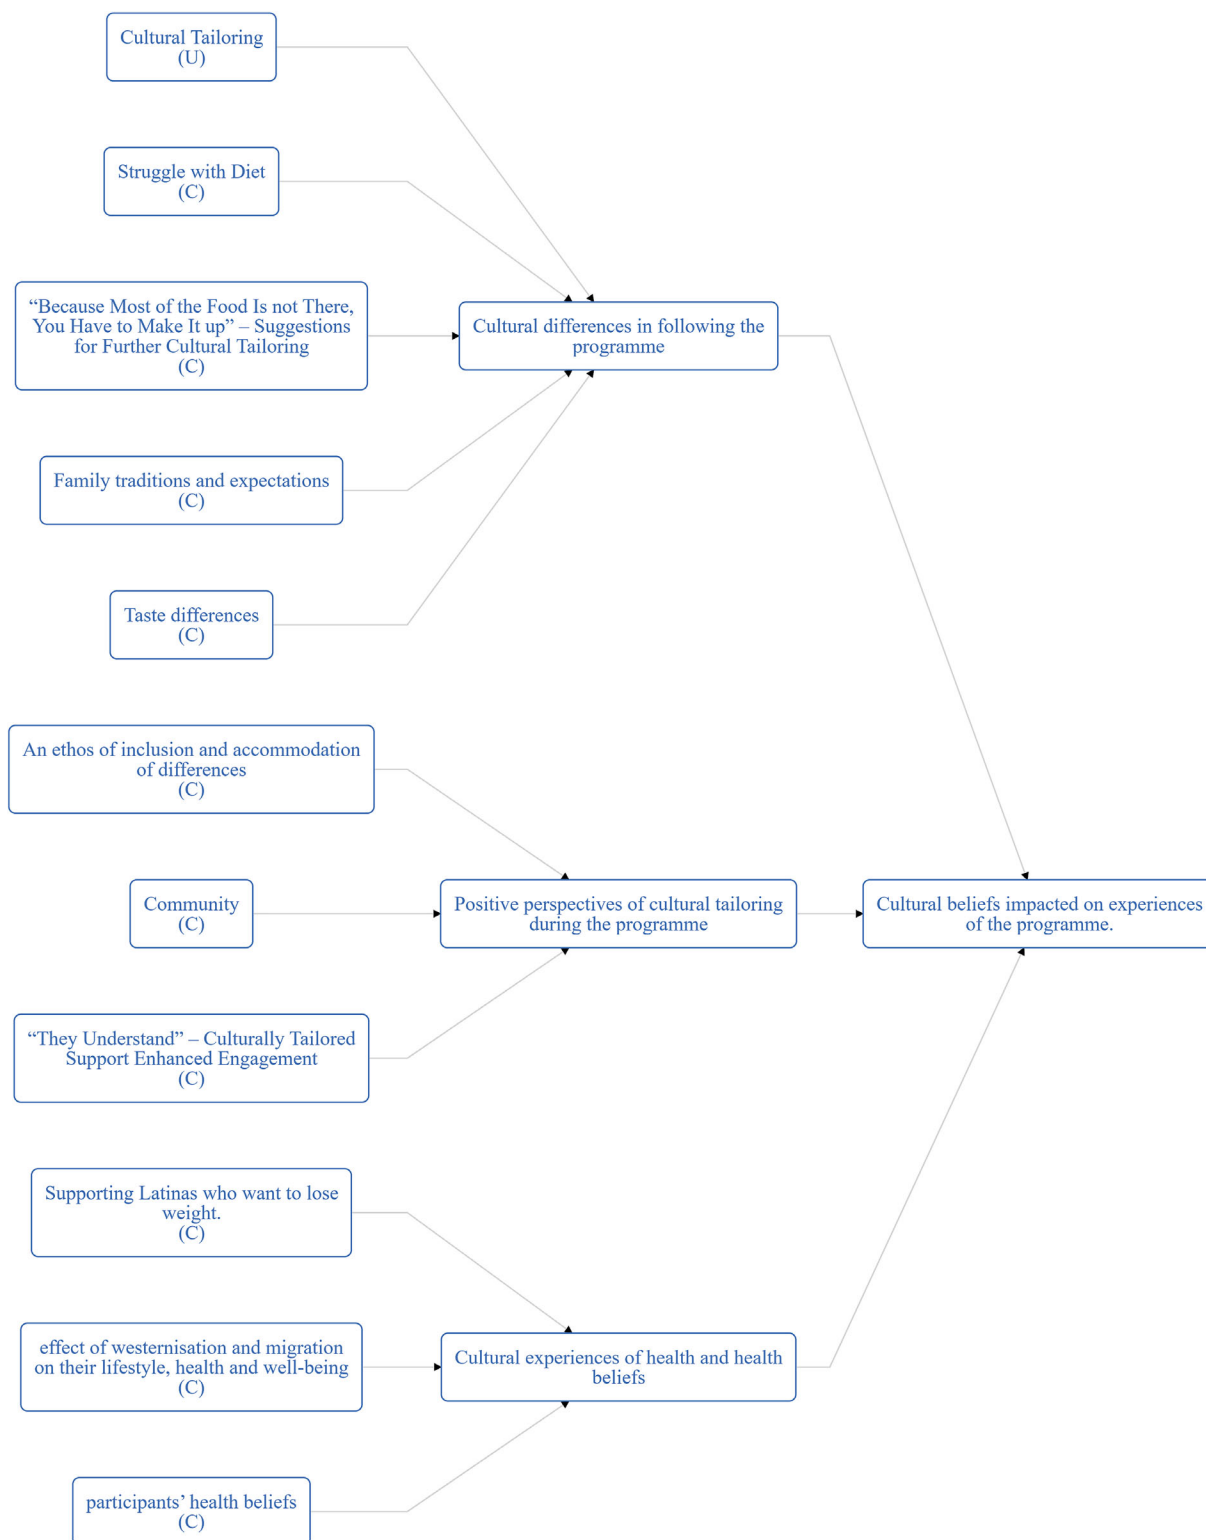 Cultural Tailoring
(U)
Struggle with Diet
(C)
“Because Most of the Food Is not There,
You Have to Make It up” – Suggestions
for Further Cultural Tailoring
(C)
Family traditions and expectations
(C)
Taste differences
(C)
Cultural differences in following the
programme
An ethos of inclusion and accommodation
of differences
(C)
Community
(C)
“They Understand” – Culturally Tailored
Support Enhanced Engagement
(C)
Positive perspectives of cultural tailoring
during the programme
Supporting Latinas who want to lose
weight.
(C)
effect of westernisation and migration
on their lifestyle, health and well-being
(C)
participants’ health beliefs
(C)
Cultural experiences of health and health
beliefs
Cultural beliefs impacted on experiences
of the programme.